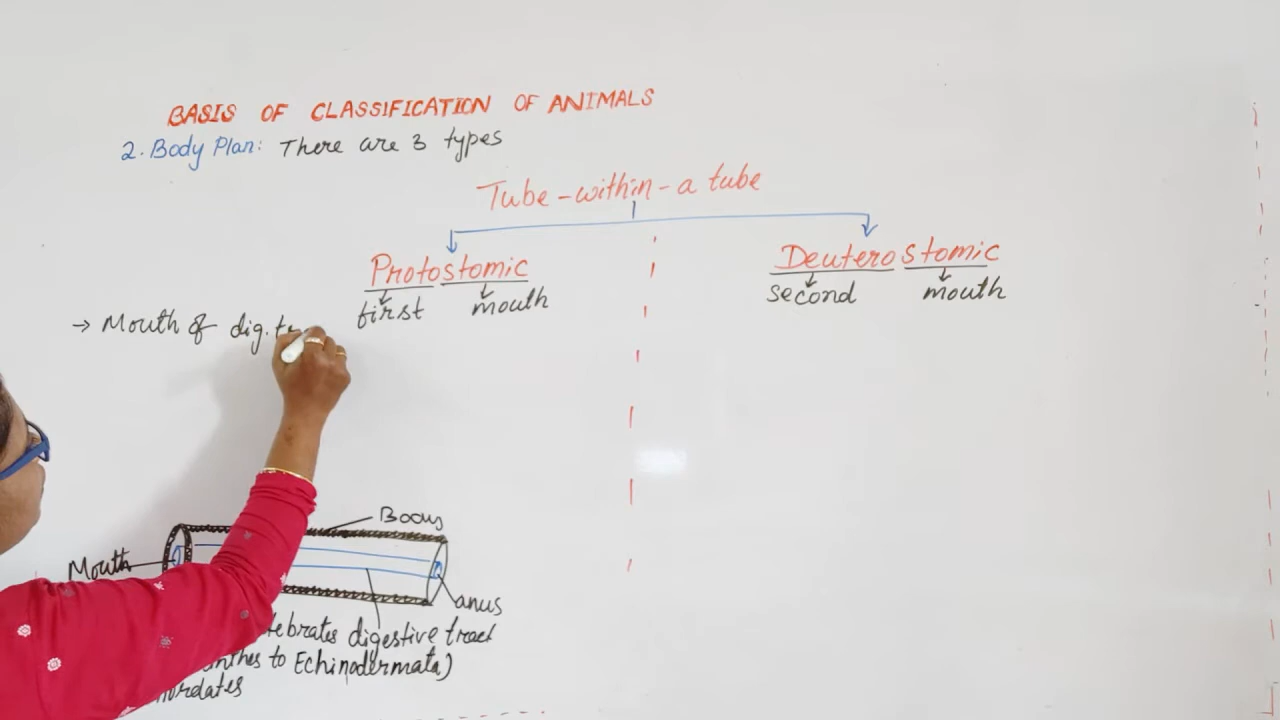 BASIS OF CLASSIFICATION OF ANIMALS
2. Body Plan: There are 3 types
Tube-within-a tube
Protostomic
first mouth
Deuterostomic
second mouth
→ Mouth of dig.
Body
Mouth
anus
digestive tract
to Echinodermata)